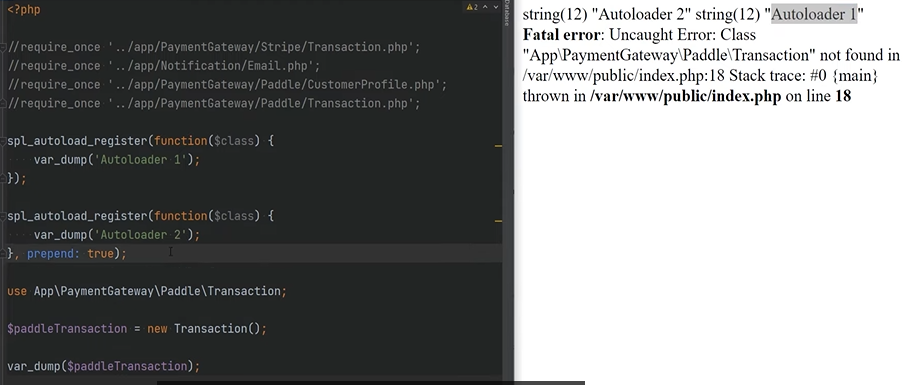 <?php
//require_once '../app/PaymentGateway/Stripe/Transaction.php';
//require_once '../app/Notification/Email.php';
//require_once '../app/PaymentGateway/Paddle/CustomerProfile.php';
//require_once '../app/PaymentGateway/Paddle/Transaction.php';
spl_autoload_register(function($class) {
    var_dump('Autoloader 1');
});
spl_autoload_register(function($class) {
    var_dump('Autoloader 2');
}, prepend: true);
use App\PaymentGateway\Paddle\Transaction;
$paddleTransaction = new Transaction();
var_dump($paddleTransaction);
2
Database
string(12) "Autoloader 2" string(12) "Autoloader 1"
Fatal error: Uncaught Error: Class
"App\PaymentGateway\Paddle\Transaction" not found in
/var/www/public/index.php:18 Stack trace: #0 {main}
thrown in /var/www/public/index.php on line 18